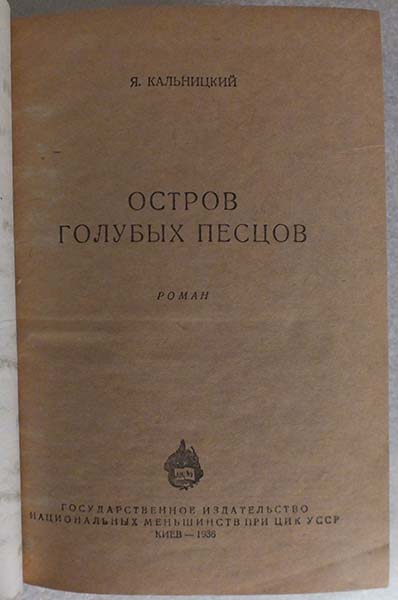 Я. КАЛЬНИЦКИЙ
ОСТРОВ
ГОЛУБЫХ ПЕСЦОВ
РОМАН
ГОСУДАРСТВЕННОЕ ИЗДАТЕЛЬСТВО
НАЦИОНАЛЬНЫХ МЕНЬШИНСТВ ПРИ ЦИК УССР
КИЕВ — 1936